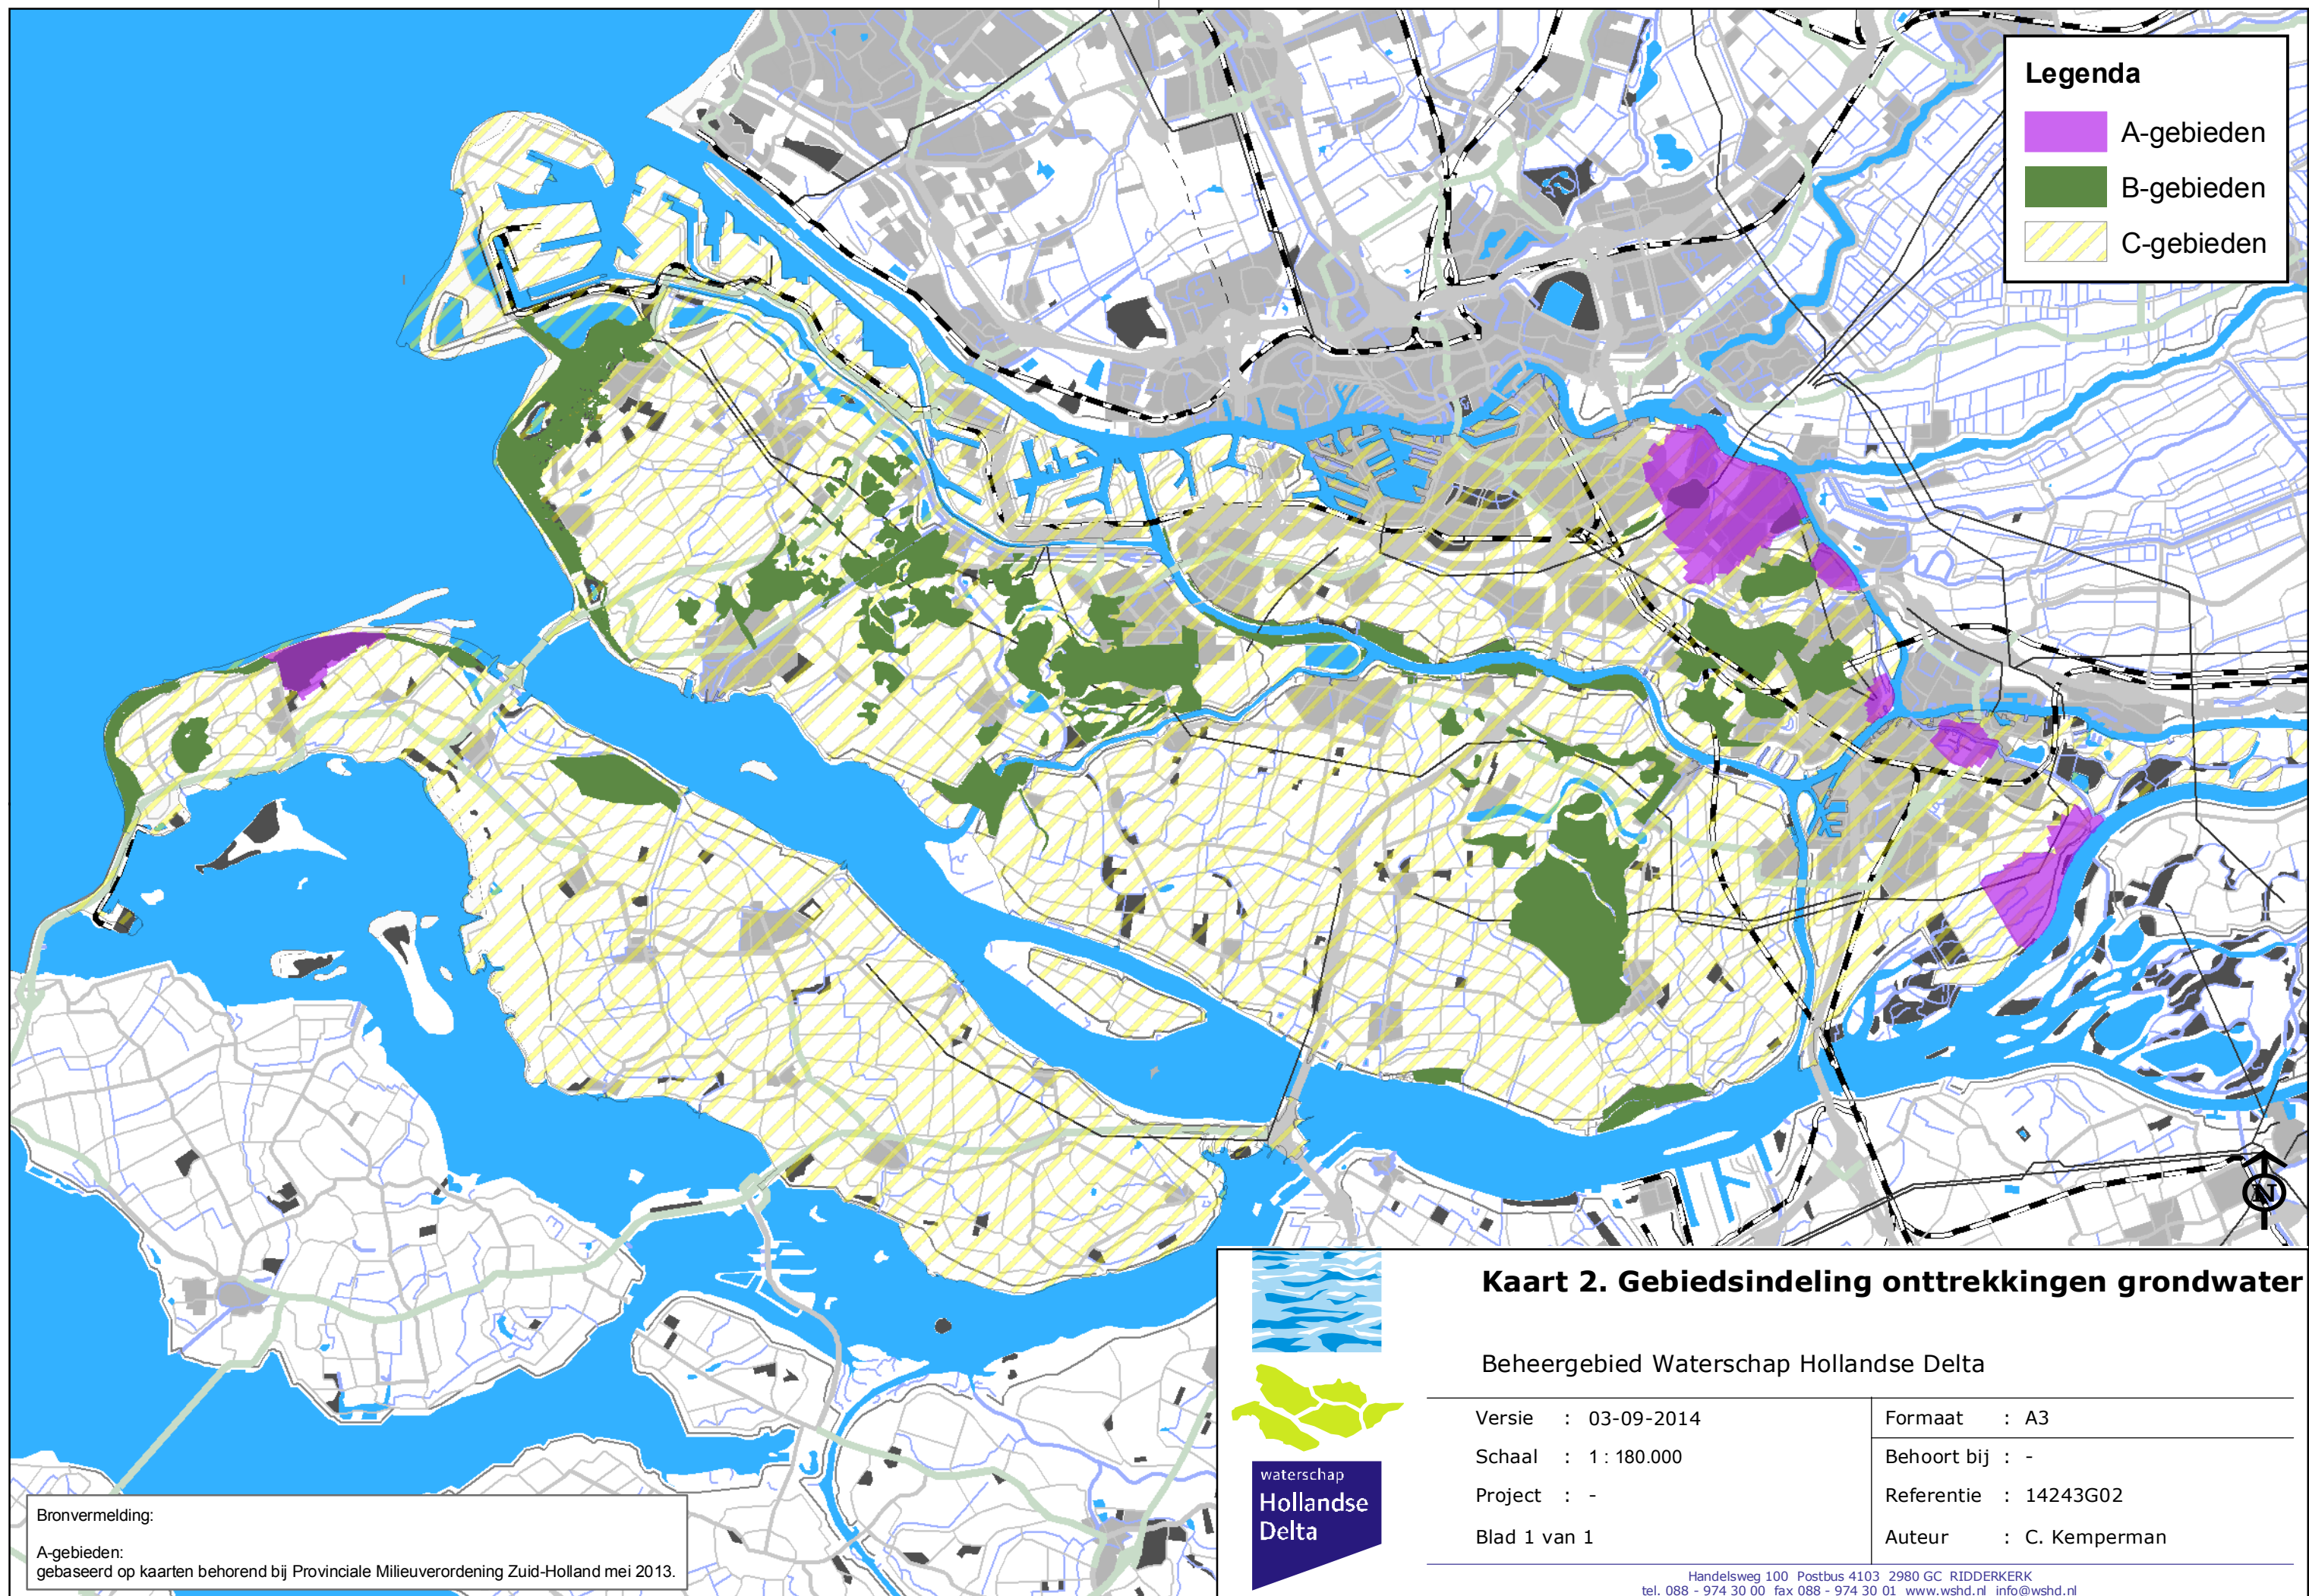 Legenda
A-gebieden
B-gebieden
C-gebieden
N
Kaart 2. Gebiedsindeling onttrekkingen grondwater
Beheergebied Waterschap Hollandse Delta
Versie : 03-09-2014
Formaat : A3
Schaal : 1 : 180.000
Behoort bij : -
Project : -
Referentie : 14243G02
Blad 1 van 1
Auteur : C. Kemperman
waterschap
Hollandse
Delta
Handelsweg 100 Postbus 4103 2980 GC RIDDERKERK
tel. 088 - 974 30 00 fax 088 - 974 30 01 www.wshd.nl info@wshd.nl
Bronvermelding:
A-gebieden:
gebaseerd op kaarten behorend bij Provinciale Milieuverordening Zuid-Holland mei 2013.